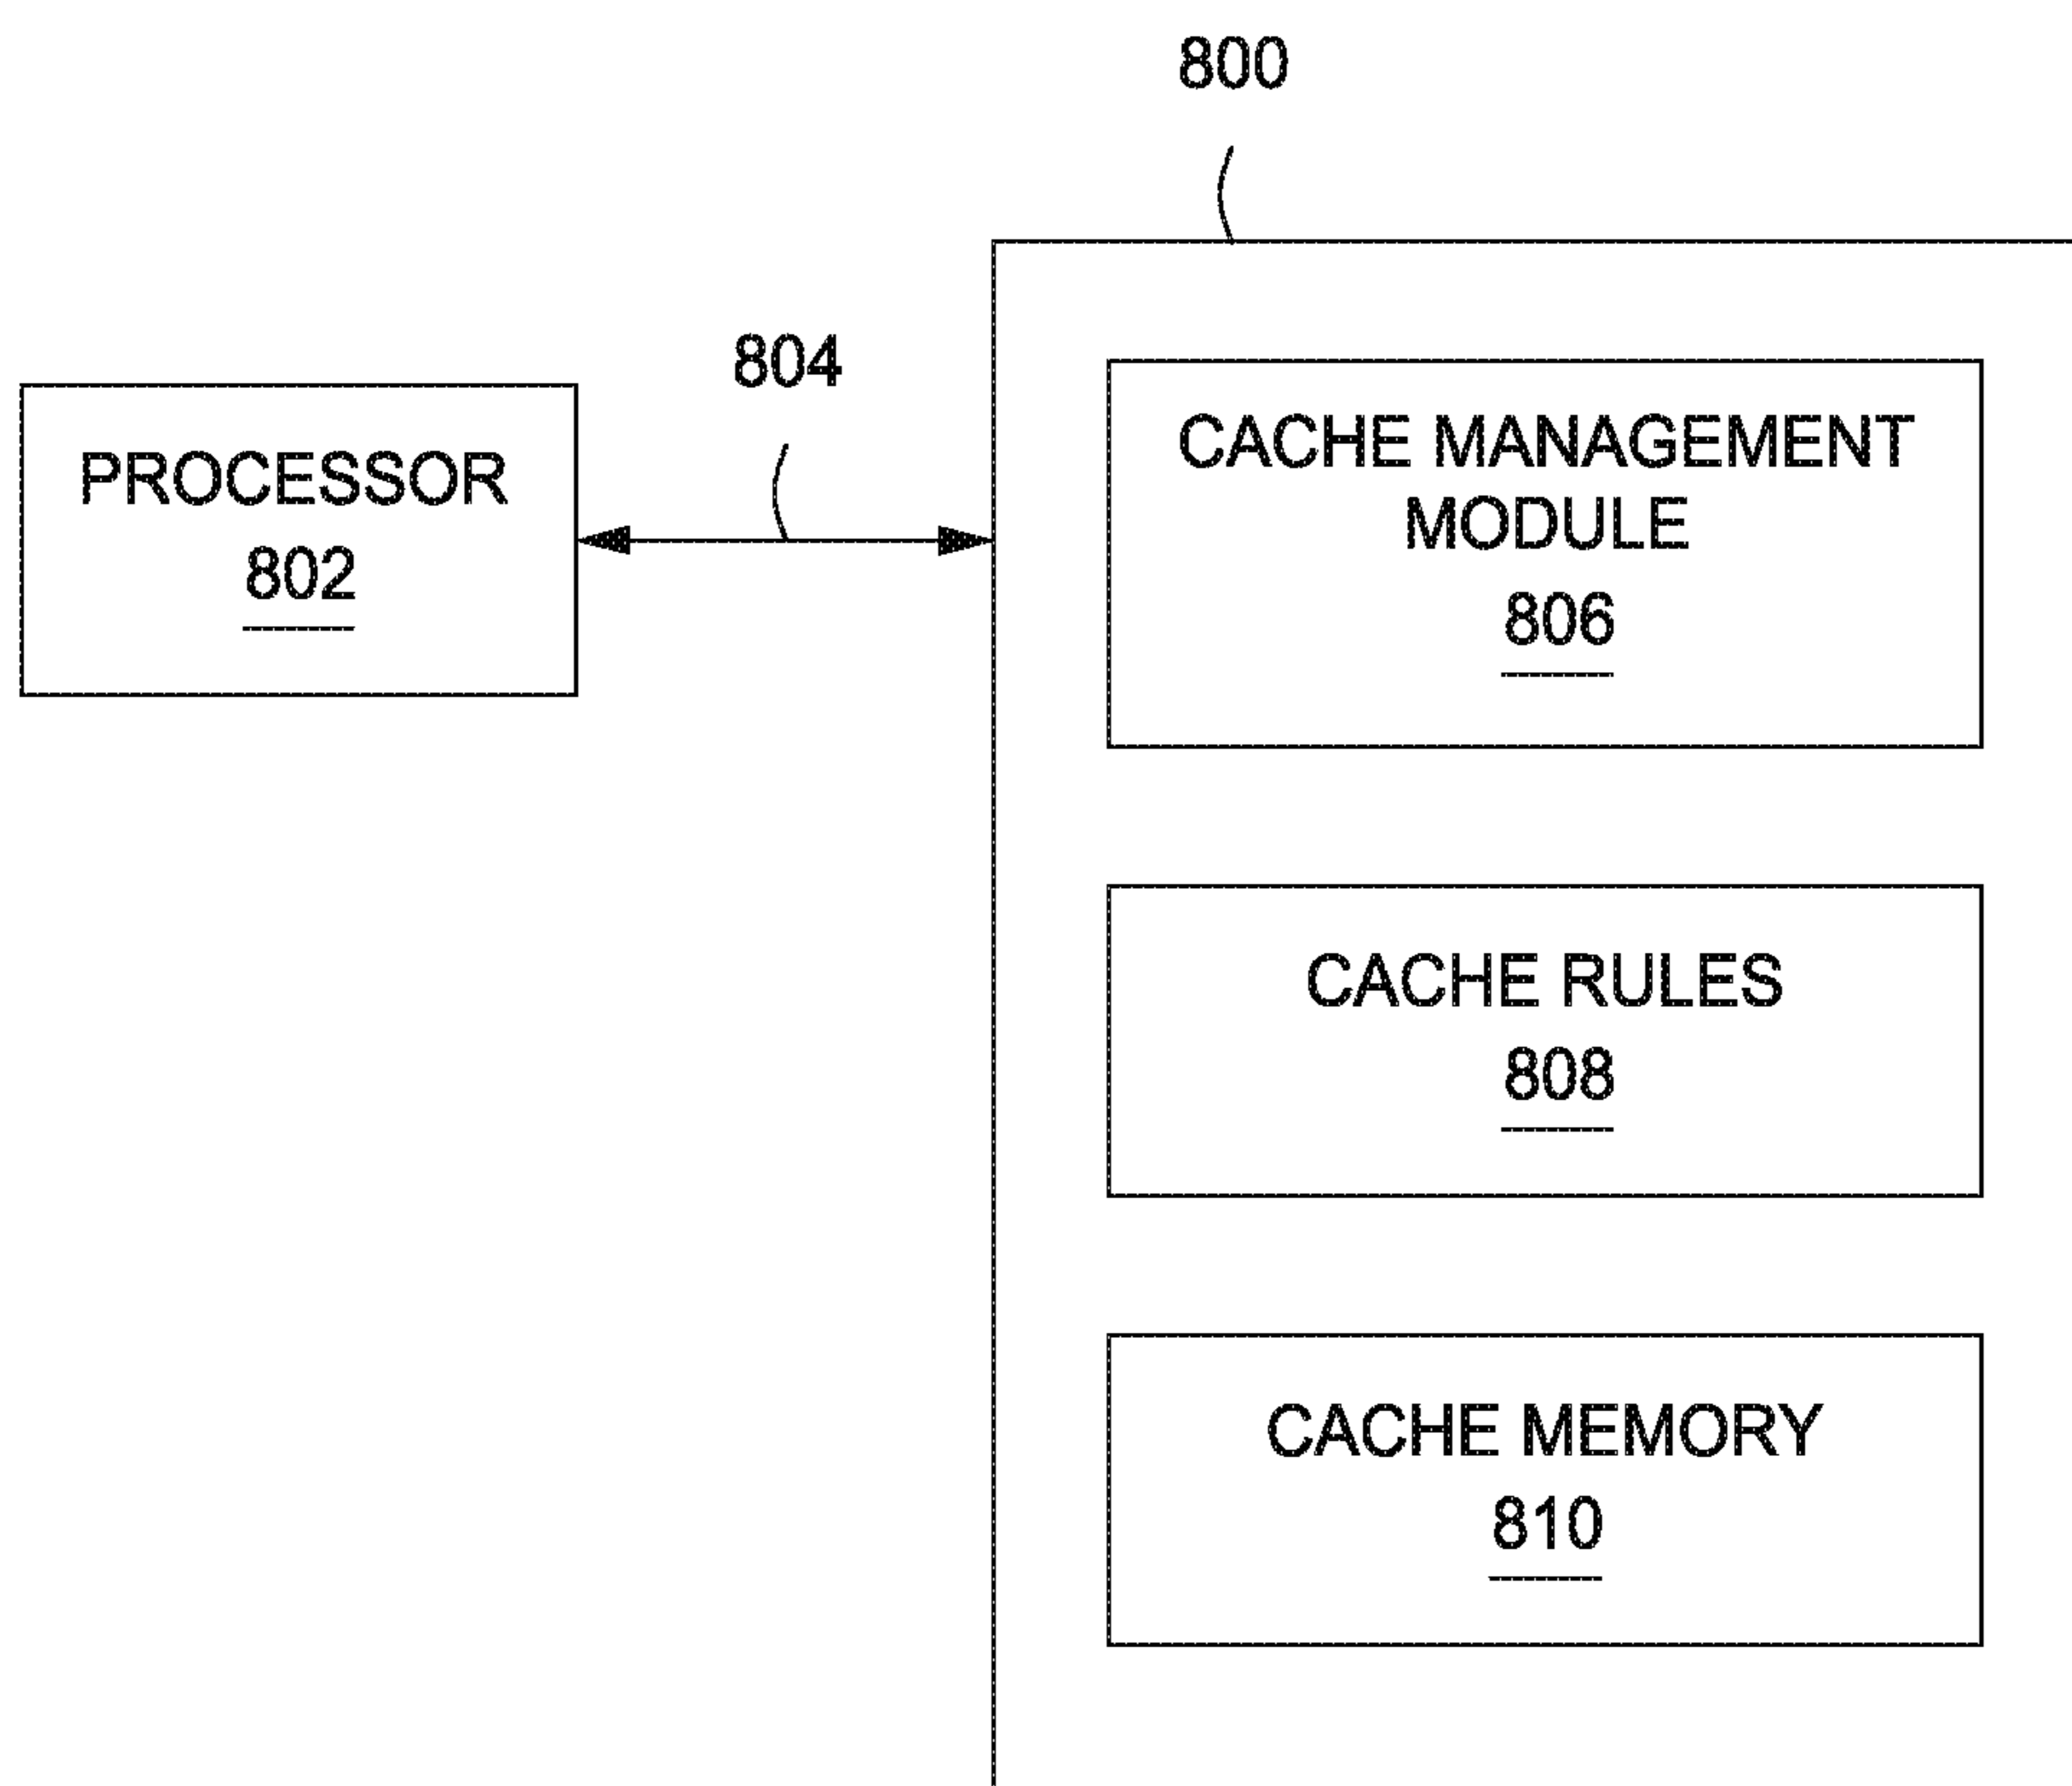 800
804
PROCESSOR
802
CACHE MANAGEMENT
MODULE
806
CACHE RULES
808
CACHE MEMORY
810